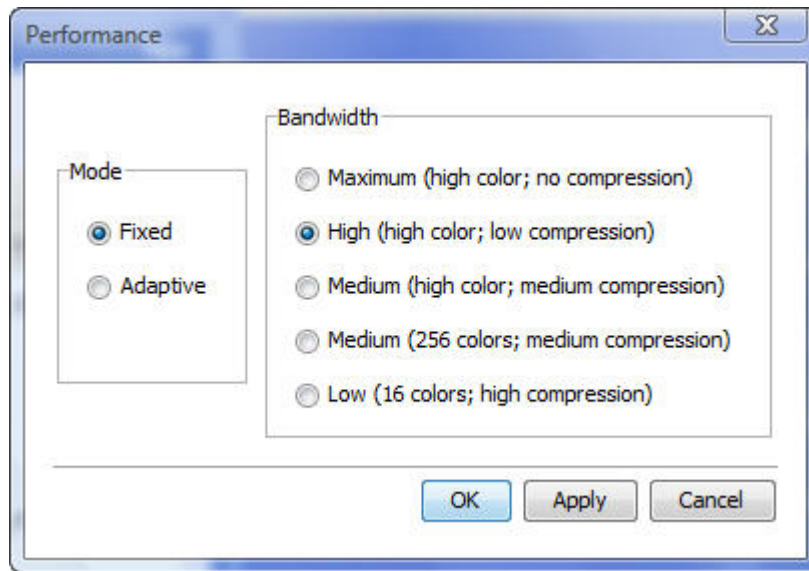 Performance
Mode
Fixed
Adaptive
Bandwidth
Maximum (high color; no compression)
High (high color; low compression)
Medium (high color; medium compression)
Medium (256 colors; medium compression)
Low (16 colors; high compression)
OK
Apply
Cancel